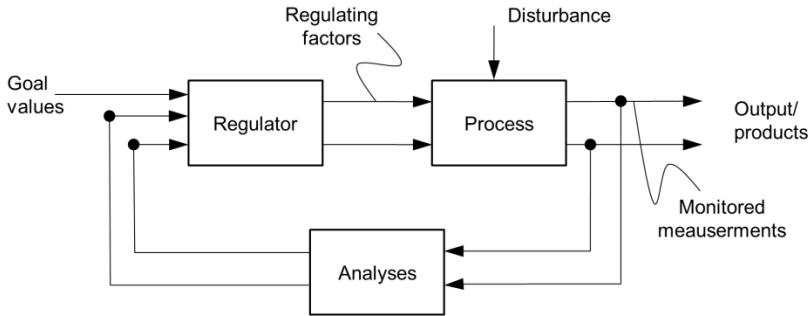 Regulating
factors
Disturbance
Goal
values
Regulator
Process
Output/
products
Monitored
meauserments
Analyses